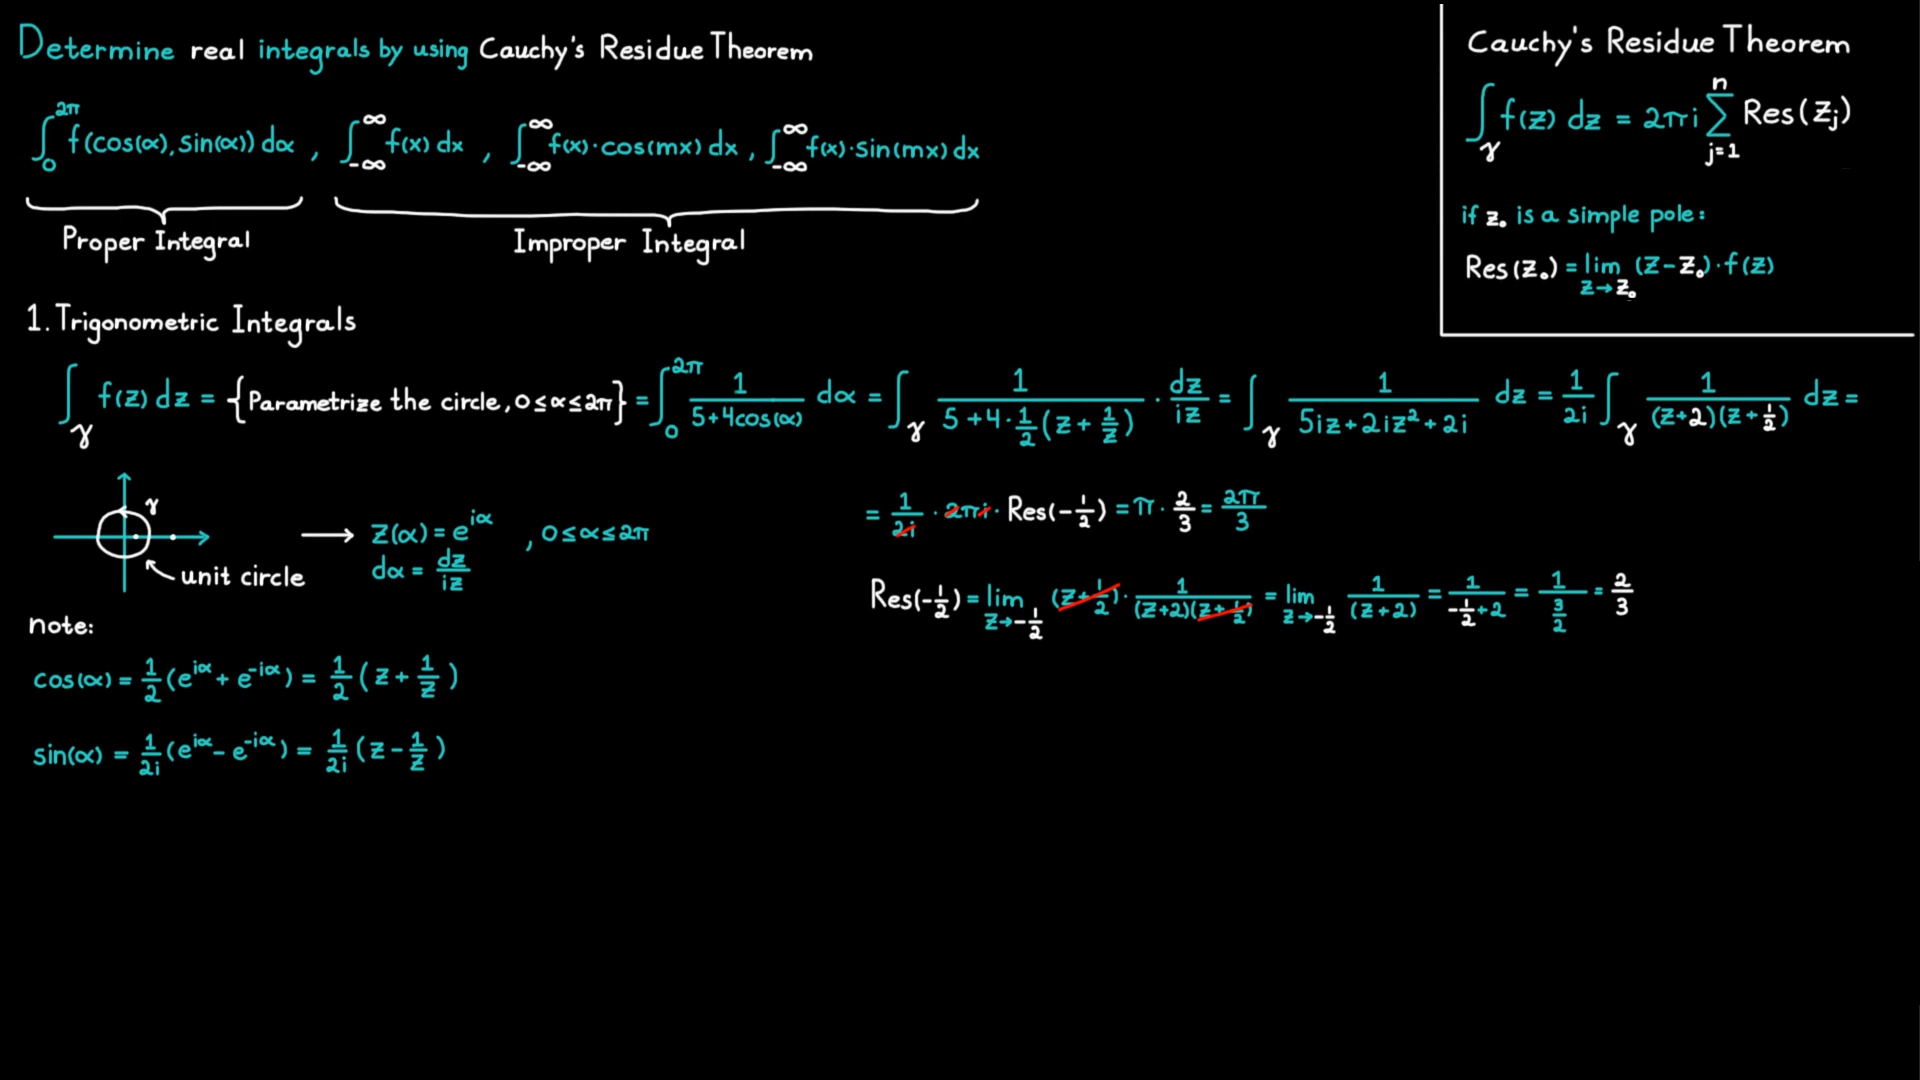 Determine real integrals by using Cauchy's Residue Theorem
∫₀^2π f(cos(α), sin(α)) dα , ∫_-∞^∞ f(x) dx , ∫_-∞^∞ f(x)·cos(mx) dx , ∫_-∞^∞ f(x)·sin(mx) dx
Proper Integral
Improper Integral
Cauchy's Residue Theorem
∫_γ f(z) dz = 2πi ∑_{j=1}^n Res(z_j)
if z₀ is a simple pole:
Res(z₀) = lim_{z→z₀} (z-z₀)·f(z)
1. Trigonometric Integrals
∫_γ f(z) dz = {Parametrize the circle, 0≤α≤2π} = ∫₀^2π 1/(5+4cos(α)) dα = ∫_γ 1/(5+4·1/2(z+1/z)) · dz/iz = ∫_γ 1/(5iz+2iz²+2i) dz = 1/2i ∫_γ 1/((z+2)(z+1/2)) dz =
= 1/2i · 2πi · Res(-1/2) = π · 2/3 = 2π/3
Res(-1/2) = lim_{z→-1/2} (z+1/2) · 1/((z+2)(z+1/2)) = lim_{z→-1/2} 1/(z+2) = 1/(-1/2+2) = 1/(3/2) = 2/3
γ
unit circle
→ z(α) = e^iα , 0≤α≤2π
dα = dz/iz
note:
cos(α) = 1/2 (e^iα + e^-iα) = 1/2 (z + 1/z)
sin(α) = 1/2i (e^iα - e^-iα) = 1/2i (z - 1/z)